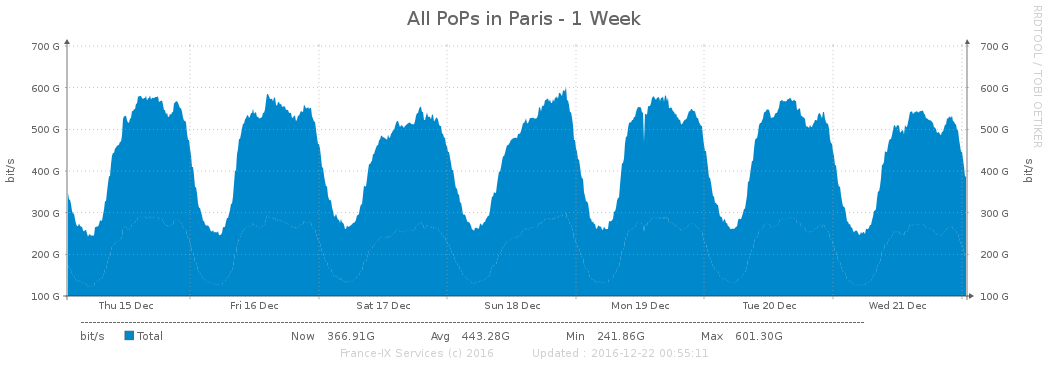 All PoPs in Paris - 1 Week
RRDTOOL / TOBI OETIKER
700 G 700 G
600 G 600 G
500 G 500 G
400 G 400 G
300 G 300 G
200 G 200 G
100 G 100 G
bit/s
bit/s
Thu 15 Dec Fri 16 Dec Sat 17 Dec Sun 18 Dec Mon 19 Dec Tue 20 Dec Wed 21 Dec
bit/s Total Now 366.91G Avg 443.28G Min 241.86G Max 601.30G
France-IX Services (c) 2016 Updated : 2016-12-22 00:55:11